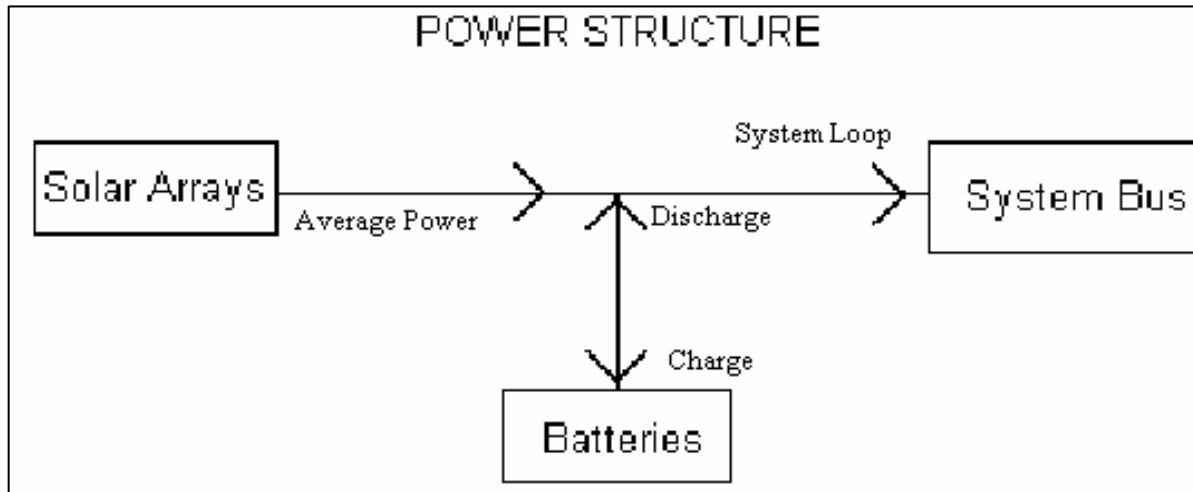 POWER STRUCTURE
System Loop
Solar Arrays
System Bus
Average Power
Discharge
Charge
Batteries